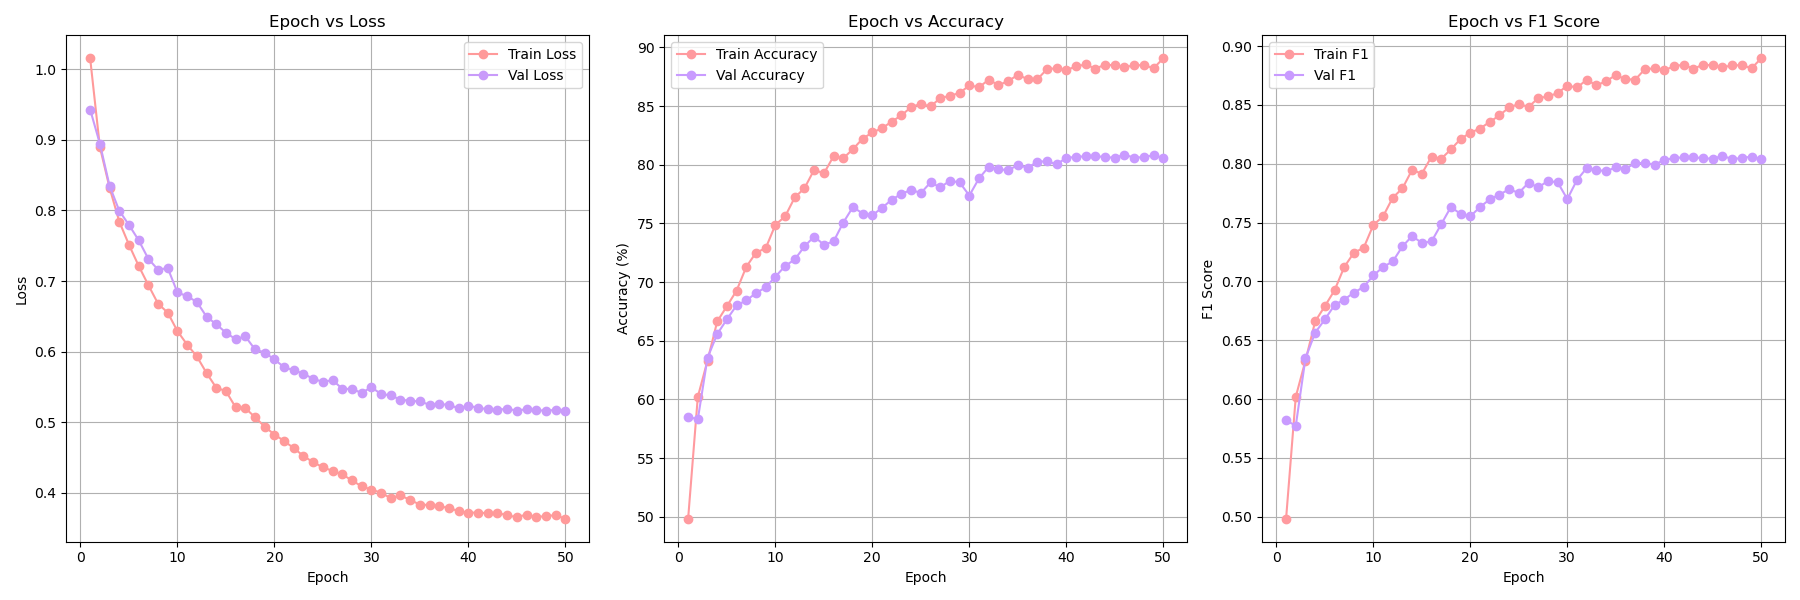 Epoch vs Loss
Train Loss
Val Loss
1.0
0.9
0.8
0.7
0.6
0.5
0.4
Loss
0 10 20 30 40 50
Epoch
Epoch vs Accuracy
Train Accuracy
Val Accuracy
90
85
80
75
70
65
60
55
50
Accuracy (%)
0 10 20 30 40 50
Epoch
Epoch vs F1 Score
Train F1
Val F1
0.90
0.85
0.80
0.75
0.70
0.65
0.60
0.55
0.50
F1 Score
0 10 20 30 40 50
Epoch